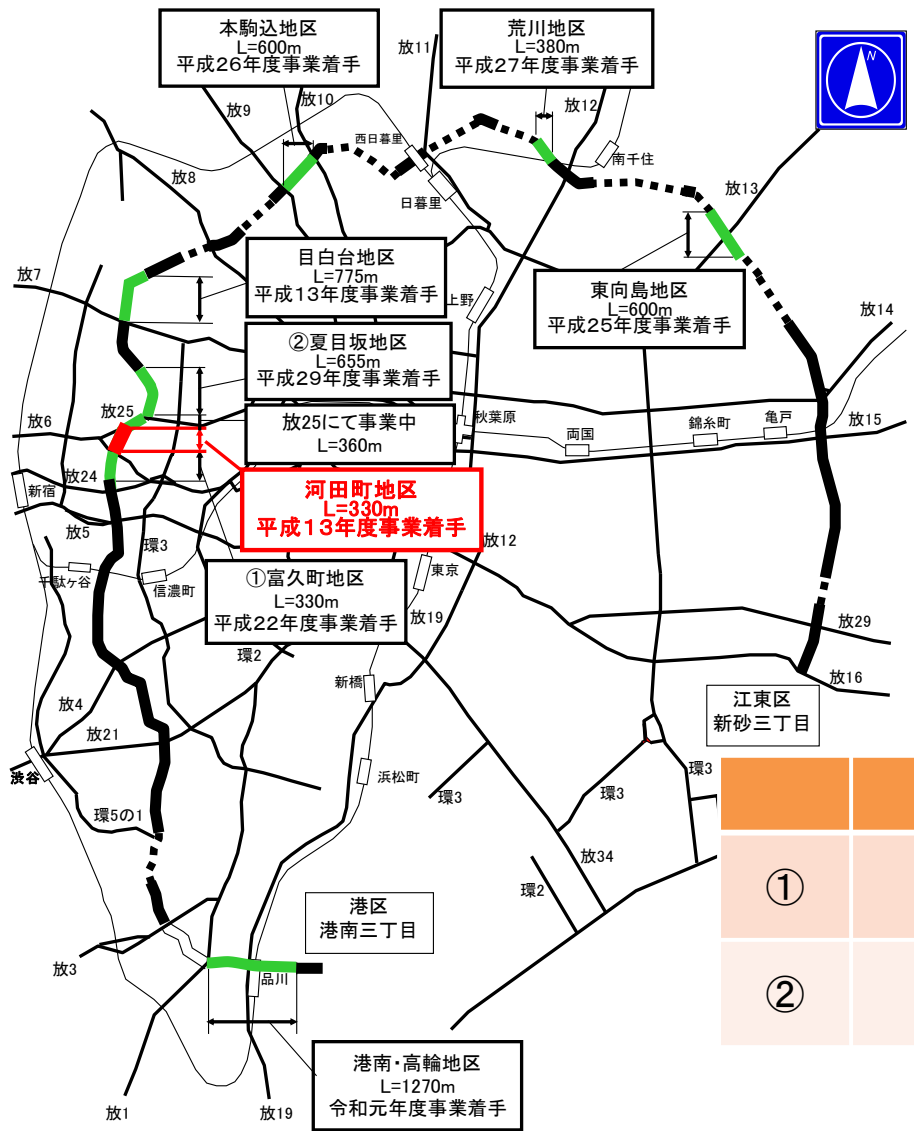 本駒込地区
L=600m
平成26年度事業着手
荒川地区
L=380m
平成27年度事業着手
放11
放10
放9
放12
N
西日暮里
南千住
放8
日暮里
放13
目白台地区
L=775m
平成13年度事業着手
放7
上野
東向島地区
L=600m
平成25年度事業着手
放14
②夏目坂地区
L=655m
平成29年度事業着手
放25
放6
放25にて事業中
L=360m
秋葉原
両国
錦糸町
亀戸
放15
放24
新宿
河田町地区
L=330m
平成13年度事業着手
放5
環3
放12
千駄ヶ谷
信濃町
東京
①富久町地区
L=330m
平成22年度事業着手
放19
放29
環2
新橋
放16
江東区
新砂三丁目
放4
放21
渋谷
浜松町
環3
環3
環3
環5の1
①
放34
環2
港区
港南三丁目
放3
品川
②
港南・高輪地区
L=1270m
令和元年度事業着手
放1
放19